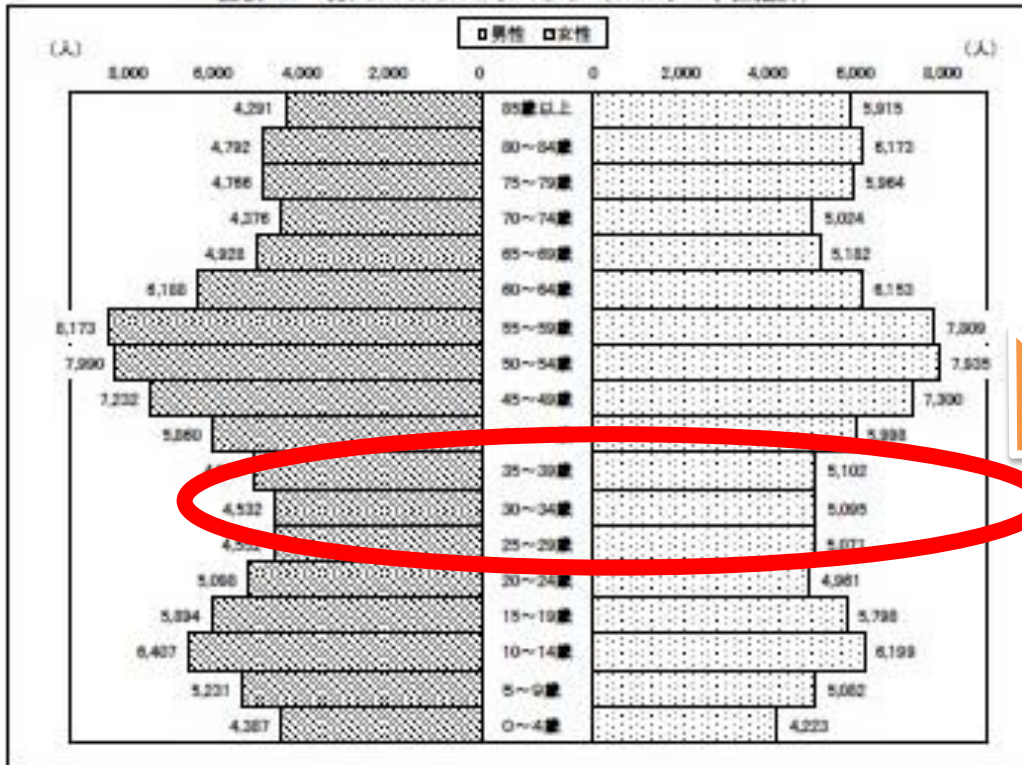 男性 女性
(人) (人)
8,000 6,000 4,000 2,000 0 0 2,000 4,000 6,000 8,000
4,291 85歳以上 5,915
4,792 80～84歳 6,173
4,766 75～79歳 5,964
4,376 70～74歳 5,024
4,928 65～69歳 5,182
6,188 60～64歳 6,153
8,173 55～59歳 7,809
7,990 50～54歳 7,935
7,232 45～49歳 7,300
5,860 5,998
35～39歳 5,102
4,532 30～34歳 5,095
25～29歳 5,071
5,098 20～24歳 4,981
5,894 15～19歳 5,798
6,407 10～14歳 6,199
5,231 5～9歳 5,082
4,387 0～4歳 4,223